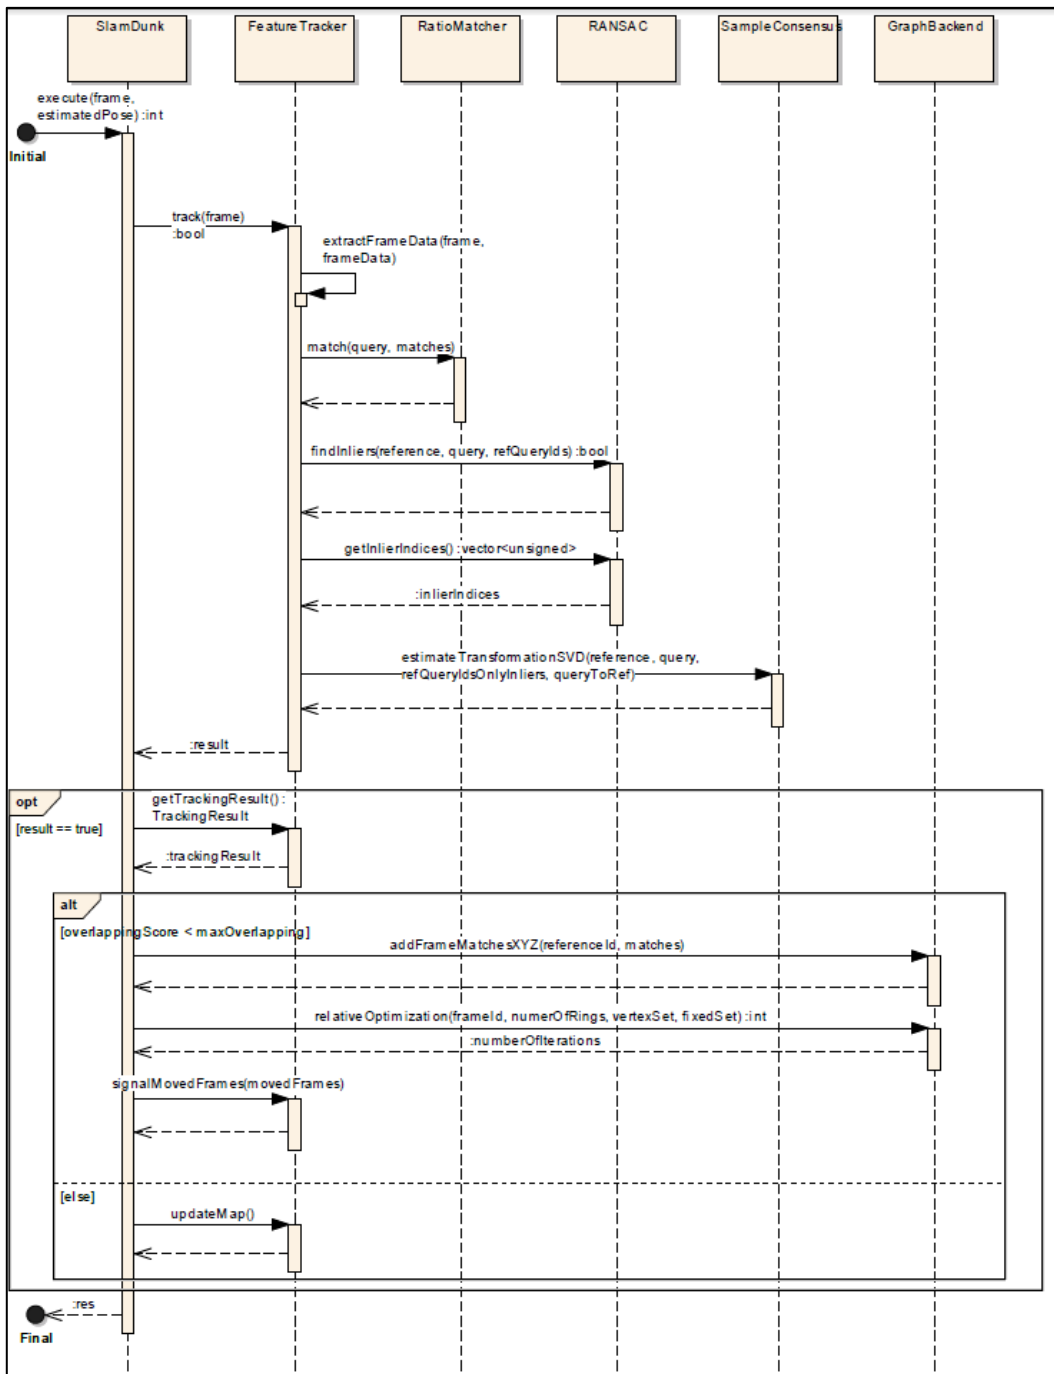 SlamDunk
FeatureTracker
RatioMatcher
RANSAC
SampleConsensus
GraphBackend
execute(frame,
estimatedPose) :int
Initial
track(frame)
:bool
extractFrameData(frame,
frameData)
match(query, matches)
findInliers(reference, query, refQueryIds) :bool
getInlierIndices() :vector<unsigned>
:inlierIndices
estimateTransformationSVD(reference, query,
refQueryIdsOnlyInliers, queryToRef)
:result
opt
[result == true]
getTrackingResult() :
TrackingResult
:trackingResult
alt
[overlappingScore < maxOverlapping]
addFrameMatchesXYZ(referenceId, matches)
relativeOptimization(frameId, numerOfRings, vertexSet, fixedSet) :int
:numberOfIterations
signalMovedFrames(movedFrames)
[else]
updateMap()
:res
Final